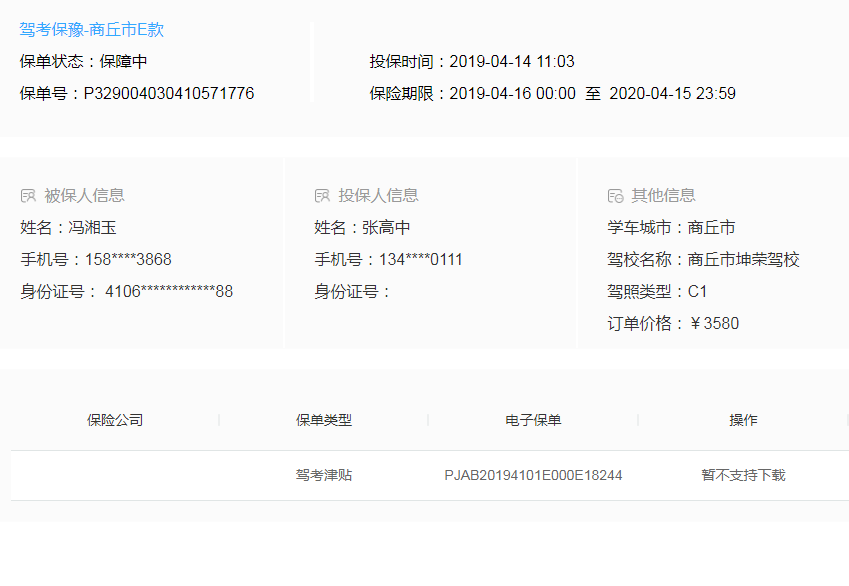 驾考保豫-商丘市E款
保单状态：保障中
投保时间：2019-04-14 11:03
保单号：P329004030410571776
保险期限：2019-04-16 00:00 至 2020-04-15 23:59
被保人信息
姓名：冯湘玉
手机号：158****3868
身份证号： 4106************88
投保人信息
姓名：张高中
手机号：134****0111
身份证号：
其他信息
学车城市：商丘市
驾校名称：商丘市坤荣驾校
驾照类型：C1
订单价格：￥3580
保险公司 保单类型 电子保单 操作
驾考津贴 PJAB20194101E000E18244 暂不支持下载